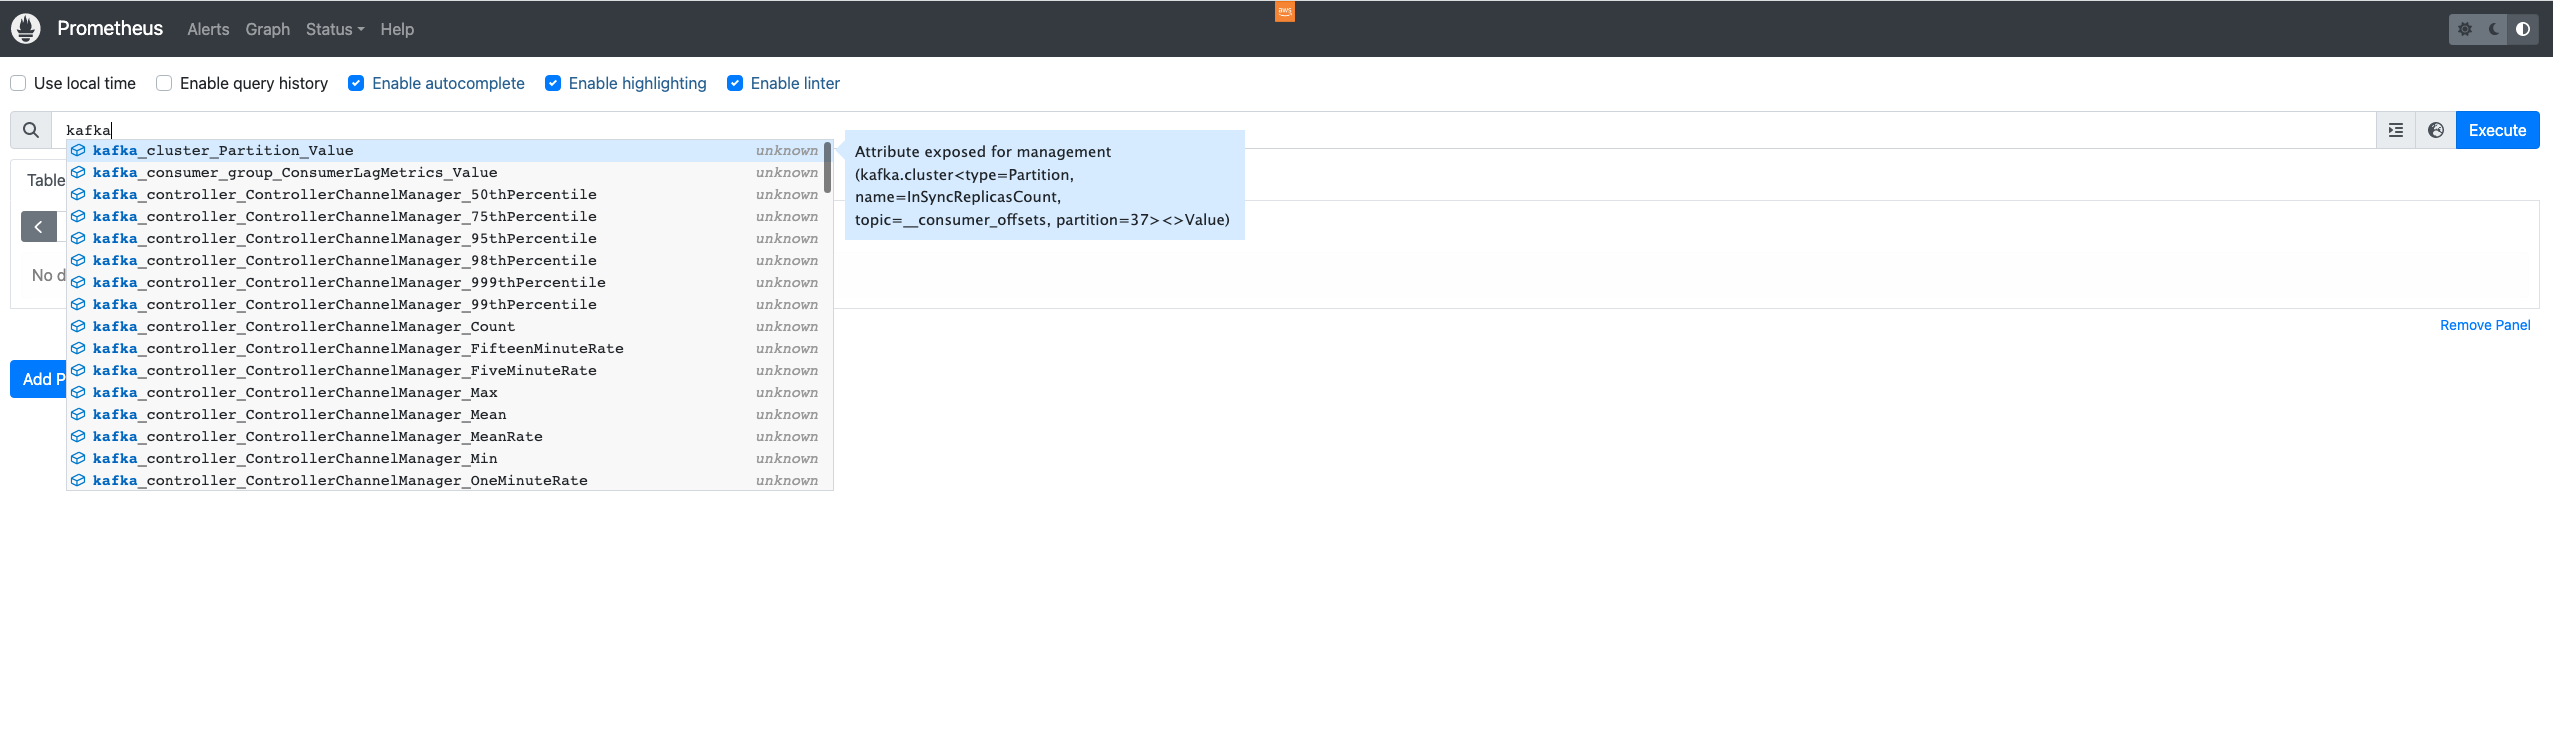 aws
Prometheus Alerts Graph Status Help
Use local time Enable query history Enable autocomplete Enable highlighting Enable linter
kafka Execute
kafka_cluster_Partition_Value unknown
kafka_consumer_group_ConsumerLagMetrics_Value unknown
kafka_controller_ControllerChannelManager_50thPercentile unknown
kafka_controller_ControllerChannelManager_75thPercentile unknown
kafka_controller_ControllerChannelManager_95thPercentile unknown
kafka_controller_ControllerChannelManager_98thPercentile unknown
kafka_controller_ControllerChannelManager_999thPercentile unknown
kafka_controller_ControllerChannelManager_99thPercentile unknown
kafka_controller_ControllerChannelManager_Count unknown
kafka_controller_ControllerChannelManager_FifteenMinuteRate unknown
kafka_controller_ControllerChannelManager_FiveMinuteRate unknown
kafka_controller_ControllerChannelManager_Max unknown
kafka_controller_ControllerChannelManager_Mean unknown
kafka_controller_ControllerChannelManager_MeanRate unknown
kafka_controller_ControllerChannelManager_Min unknown
kafka_controller_ControllerChannelManager_OneMinuteRate unknown
Attribute exposed for management
(kafka.cluster<type=Partition,
name=InSyncReplicasCount,
topic=__consumer_offsets, partition=37><>Value)
Table
No d
Remove Panel
Add P